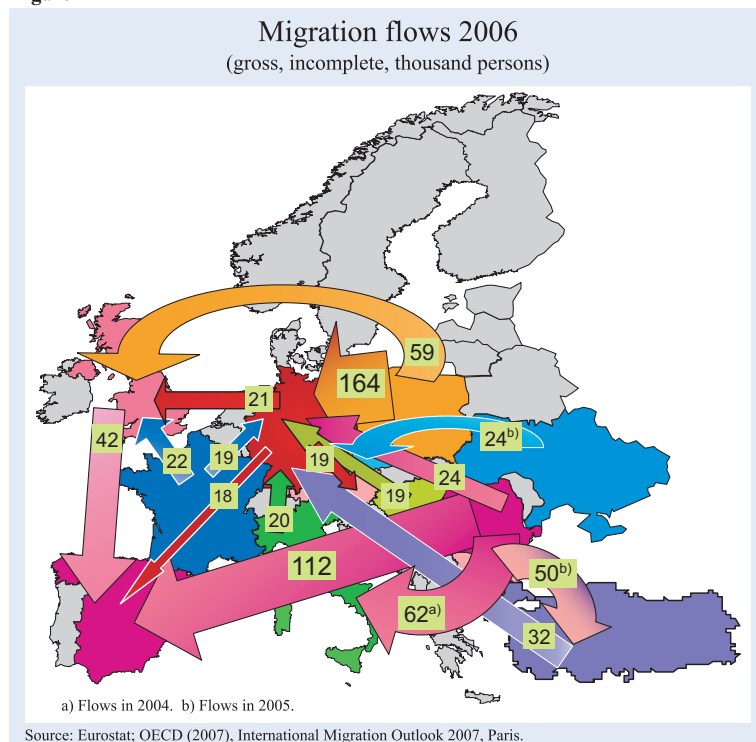 Migration flows 2006
(gross, incomplete, thousand persons)
59
164
21
42
24b)
22
19
19
24
18
19
20
112
50b)
62a)
32
a) Flows in 2004. b) Flows in 2005.
Source: Eurostat; OECD (2007), International Migration Outlook 2007, Paris.